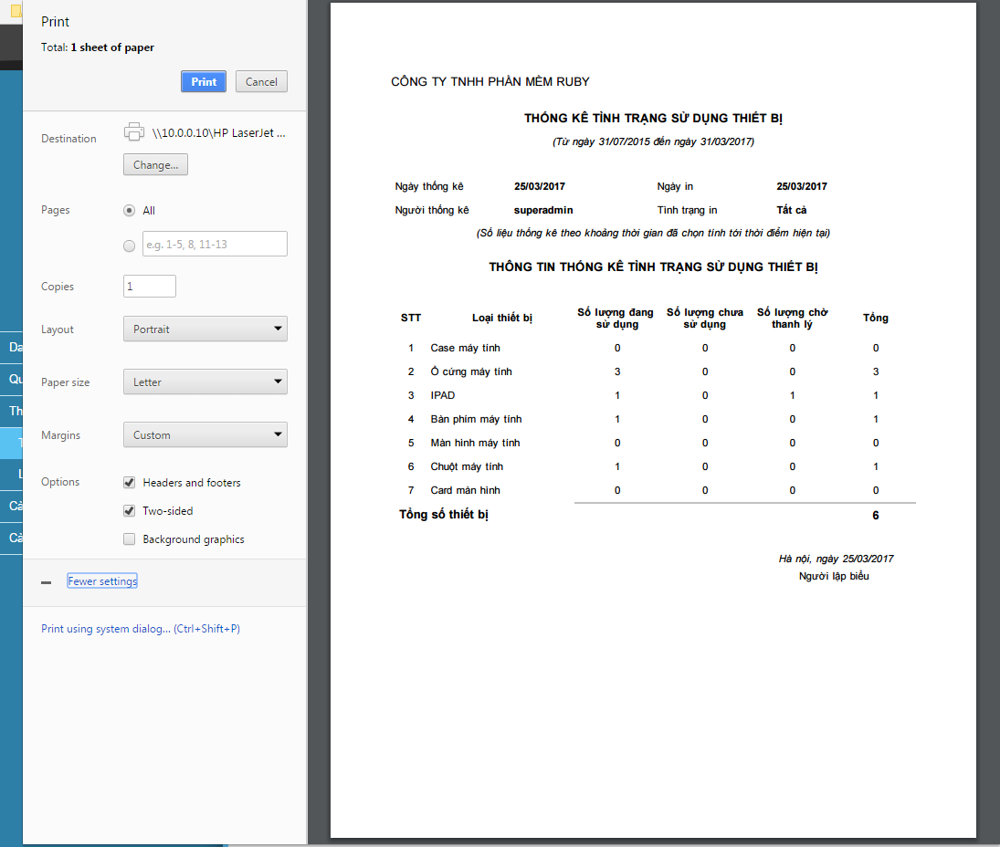 Print
Total: 1 sheet of paper
Print Cancel
Destination \\10.0.0.10\HP LaserJet ...
Change...
Pages All
e.g. 1-5, 8, 11-13
Copies 1
Layout Portrait
Paper size Letter
Margins Custom
Options Headers and footers
Two-sided
Background graphics
Fewer settings
Print using system dialog... (Ctrl+Shift+P)
CÔNG TY TNHH PHẦN MỀM RUBY
THỐNG KÊ TÌNH TRẠNG SỬ DỤNG THIẾT BỊ
(Từ ngày 31/07/2015 đến ngày 31/03/2017)
Ngày thống kê 25/03/2017 Ngày in 25/03/2017
Người thống kê superadmin Tình trạng in Tất cả
(Số liệu thống kê theo khoảng thời gian đã chọn tính tới thời điểm hiện tại)
THÔNG TIN THỐNG KÊ TÌNH TRẠNG SỬ DỤNG THIẾT BỊ
STT Loại thiết bị Số lượng đang sử dụng Số lượng chưa sử dụng Số lượng chờ thanh lý Tổng
1 Case máy tính 0 0 0 0
2 Ổ cứng máy tính 3 0 0 3
3 IPAD 1 0 1 1
4 Bàn phím máy tính 1 0 0 1
5 Màn hình máy tính 0 0 0 0
6 Chuột máy tính 1 0 0 1
7 Card màn hình 0 0 0 0
Tổng số thiết bị 6
Hà nội, ngày 25/03/2017
Người lập biểu